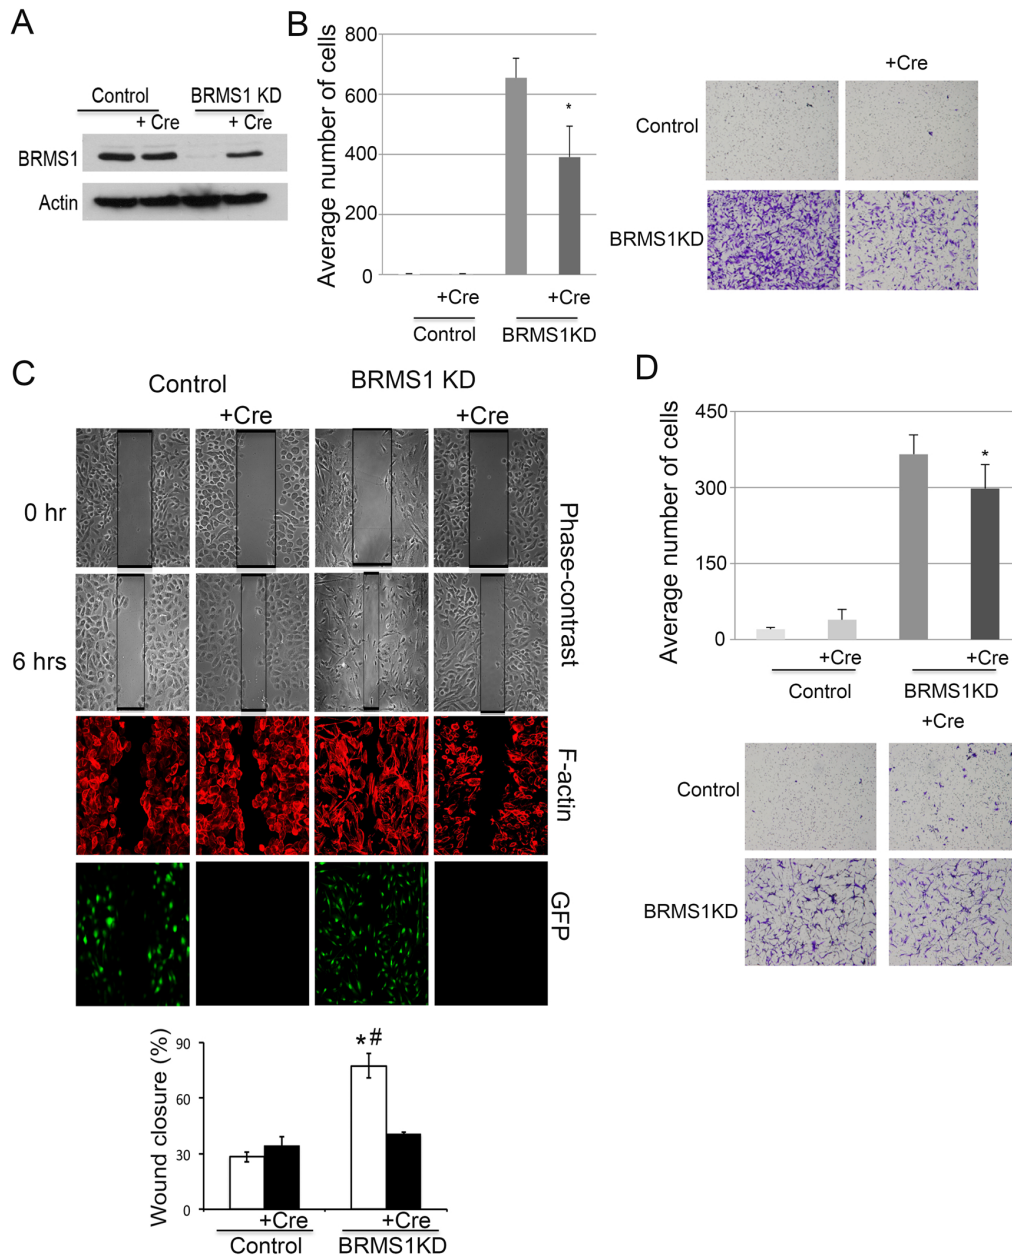 A
Control BRMS1 KD
+ Cre + Cre
BRMS1
Actin
B
Average number of cells
800
600
400
200
0
*
+Cre +Cre
Control BRMS1KD
+Cre
Control
BRMS1KD
C
Control BRMS1 KD
+Cre +Cre
0 hr
6 hrs
Phase-contrast
F-actin
GFP
Wound closure (%)
90
60
30
0
*#
+Cre +Cre
Control BRMS1KD
D
Average number of cells
450
300
150
0
*
+Cre +Cre
Control BRMS1KD
+Cre
Control
BRMS1KD